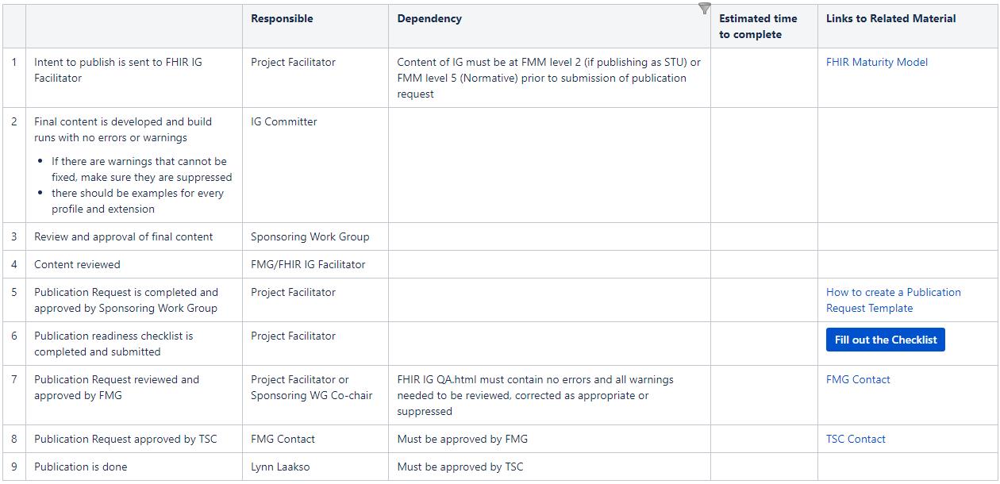 Responsible
Dependency
Estimated time
to complete
Links to Related Material
1
Intent to publish is sent to FHIR IG
Facilitator
Project Facilitator
Content of IG must be at FMM level 2 (if publishing as STU) or
FMM level 5 (Normative) prior to submission of publication
request
FHIR Maturity Model
2
Final content is developed and build
runs with no errors or warnings
• If there are warnings that cannot be
fixed, make sure they are suppressed
• there should be examples for every
profile and extension
IG Committer
3
Review and approval of final content
Sponsoring Work Group
4
Content reviewed
FMG/FHIR IG Facilitator
5
Publication Request is completed and
approved by Sponsoring Work Group
Project Facilitator
How to create a Publication
Request Template
6
Publication readiness checklist is
completed and submitted
Project Facilitator
Fill out the Checklist
7
Publication Request reviewed and
approved by FMG
Project Facilitator or
Sponsoring WG Co-chair
FHIR IG QA.html must contain no errors and all warnings
needed to be reviewed, corrected as appropriate or
suppressed
FMG Contact
8
Publication Request approved by TSC
FMG Contact
Must be approved by FMG
TSC Contact
9
Publication is done
Lynn Laakso
Must be approved by TSC